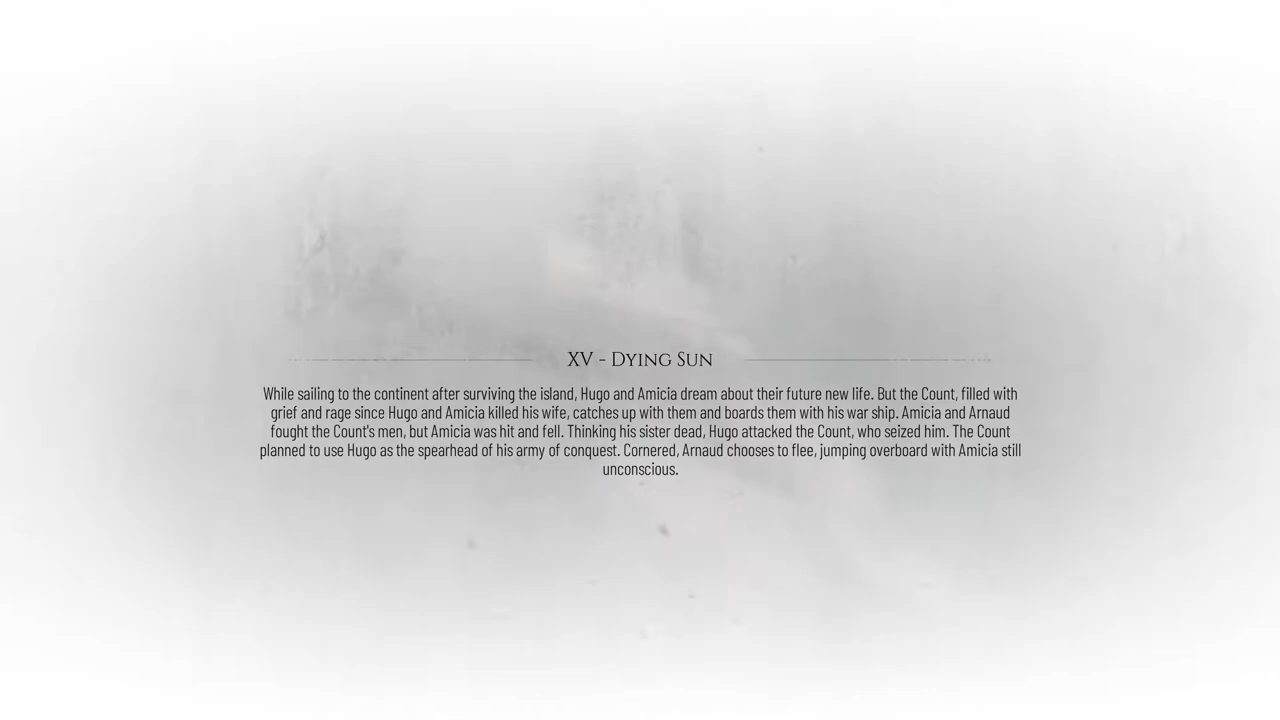 XV - Dying Sun
While sailing to the continent after surviving the island, Hugo and Amicia dream about their future new life. But the Count, filled with
grief and rage since Hugo and Amicia killed his wife, catches up with them and boards them with his war ship. Amicia and Arnaud
fought the Count's men, but Amicia was hit and fell. Thinking his sister dead, Hugo attacked the Count, who seized him. The Count
planned to use Hugo as the spearhead of his army of conquest. Cornered, Arnaud chooses to flee, jumping overboard with Amicia still
unconscious.